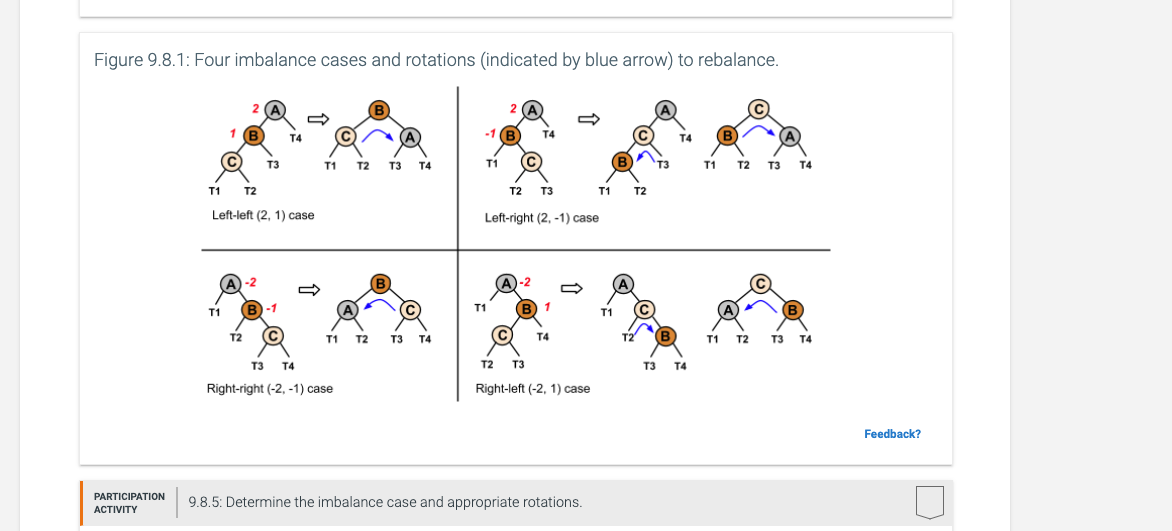 Figure 9.8.1: Four imbalance cases and rotations (indicated by blue arrow) to rebalance.
2 A
1 B T4
C T3
T1 T2
B
C A
T1 T2 T3 T4
Left-left (2, 1) case
2 A
-1 B T4
T1 C
T2 T3
A
C T4
B T3
T1 T2
C
B A
T1 T2 T3 T4
Left-right (2, -1) case
A -2
T1 B -1
T2 C
T3 T4
B
A C
T1 T2 T3 T4
Right-right (-2, -1) case
A -2
T1 B 1
C T4
T2 T3
A
T1 C
T2 B
T3 T4
C
A B
T1 T2 T3 T4
Right-left (-2, 1) case
Feedback?
PARTICIPATION
ACTIVITY
9.8.5: Determine the imbalance case and appropriate rotations.